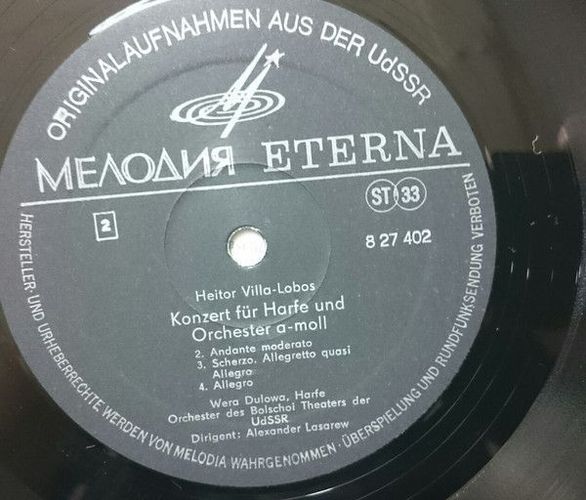 ORIGINALAUFNAHMEN AUS DER UdSSR
МЕЛОДИЯ ETERNA
ST 33
2
8 27 402
Heitor Villa-Lobos
Konzert für Harfe und
Orchester a-moll
2. Andante moderato
3. Scherzo. Allegretto quasi
Allegro
4. Allegro
Wera Dulowa, Harfe
Orchester des Bolschoi Theaters der
UdSSR
Dirigent: Alexander Lasarew
HERSTELLER- UND URHEBERRECHTE WERDEN VON MELODIA WAHRGENOMMEN · ÜBERSPIELUNG UND RUNDFUNKSENDUNG VERBOTEN